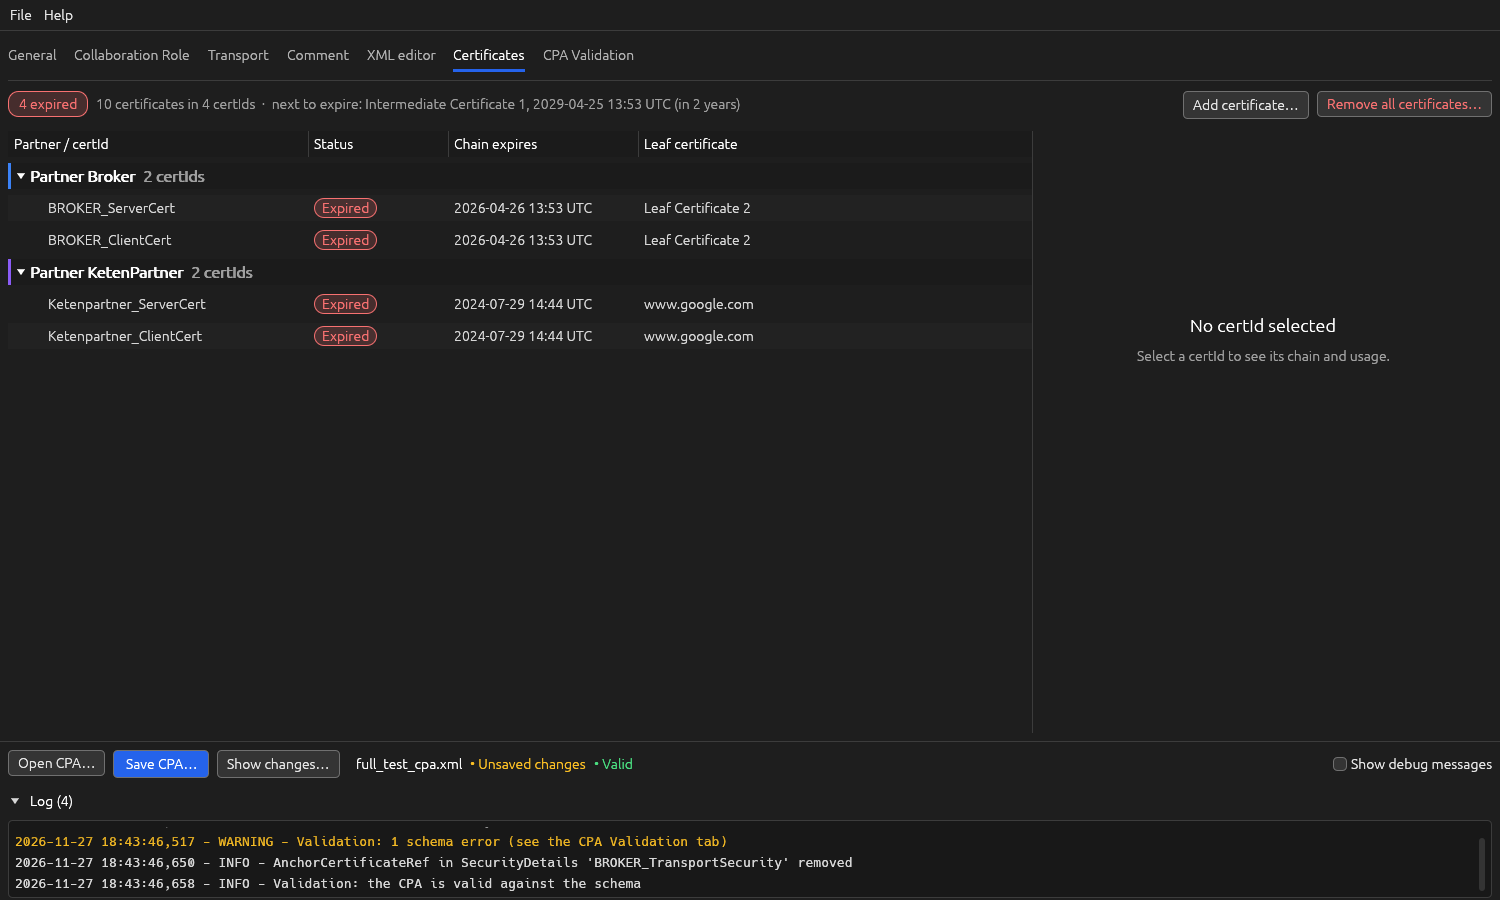 File Help
General Collaboration Role Transport Comment XML editor Certificates CPA Validation
4 expired 10 certificates in 4 certIds · next to expire: Intermediate Certificate 1, 2029-04-25 13:53 UTC (in 2 years) Add certificate... Remove all certificates...
Partner / certId Status Chain expires Leaf certificate
Partner Broker 2 certIds
BROKER_ServerCert Expired 2026-04-26 13:53 UTC Leaf Certificate 2
BROKER_ClientCert Expired 2026-04-26 13:53 UTC Leaf Certificate 2
Partner KetenPartner 2 certIds
Ketenpartner_ServerCert Expired 2024-07-29 14:44 UTC www.google.com
Ketenpartner_ClientCert Expired 2024-07-29 14:44 UTC www.google.com
No certId selected
Select a certId to see its chain and usage.
Open CPA... Save CPA... Show changes... full_test_cpa.xml • Unsaved changes • Valid Show debug messages
Log (4)
2026-11-27 18:43:46,517 - WARNING - Validation: 1 schema error (see the CPA Validation tab)
2026-11-27 18:43:46,650 - INFO - AnchorCertificateRef in SecurityDetails 'BROKER_TransportSecurity' removed
2026-11-27 18:43:46,658 - INFO - Validation: the CPA is valid against the schema